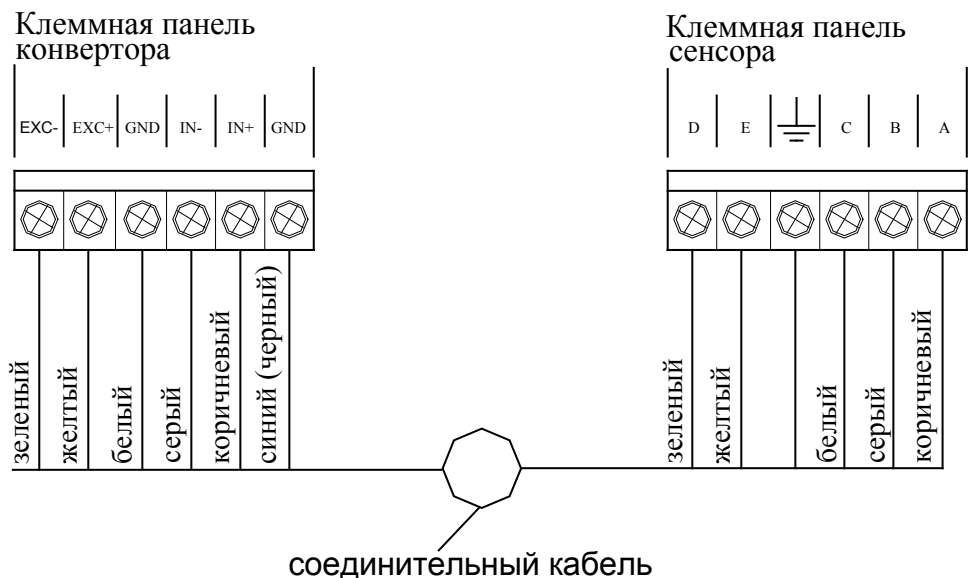 Клеммная панель
конвертора
EXC- EXC+ GND IN- IN+ GND
зеленый
желтый
белый
серый
коричневый
синий (черный)
Клеммная панель
сенсора
D E C B A
зеленый
желтый
белый
серый
коричневый
соединительный кабель